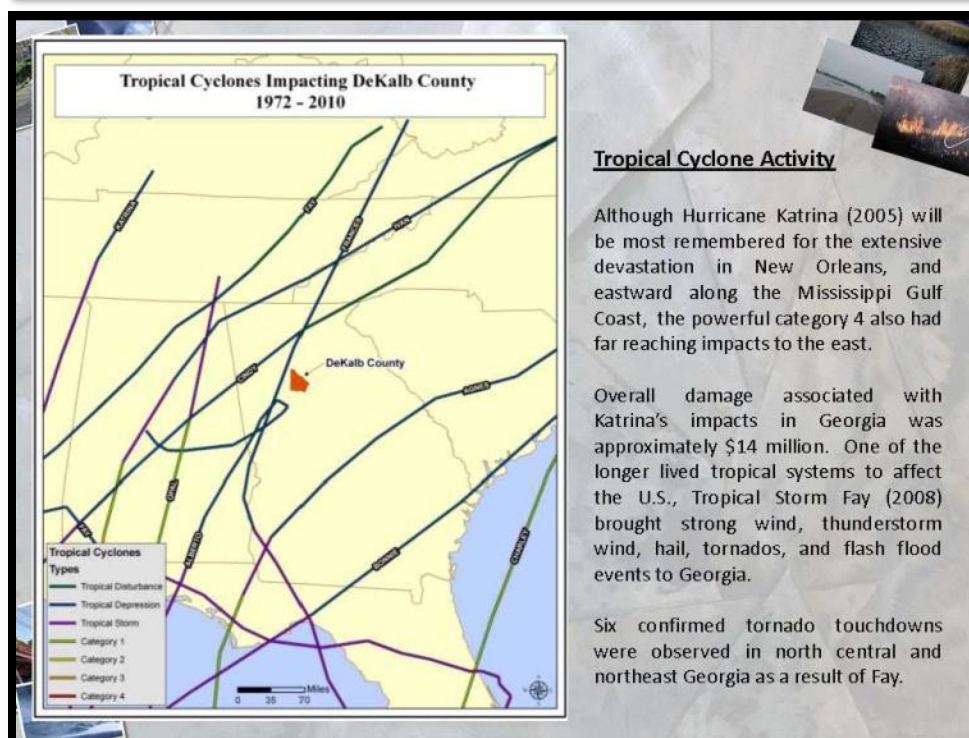 Tropical Cyclones Impacting DeKalb County
1972 - 2010
KATRINA
FAY
FRANCES
IVAN
CINDY
DeKalb County
AGNES
OPAL
FAY
ALBERTO
BONNIE
CHARLEY
Tropical Cyclones
Types
Tropical Disturbance
Tropical Depression
Tropical Storm
Category 1
Category 2
Category 3
Category 4
Miles
0 35 70
Tropical Cyclone Activity
Although Hurricane Katrina (2005) will
be most remembered for the extensive
devastation in New Orleans, and
eastward along the Mississippi Gulf
Coast, the powerful category 4 also had
far reaching impacts to the east.
Overall damage associated with
Katrina's impacts in Georgia was
approximately $14 million. One of the
longer lived tropical systems to affect
the U.S., Tropical Storm Fay (2008)
brought strong wind, thunderstorm
wind, hail, tornados, and flash flood
events to Georgia.
Six confirmed tornado touchdowns
were observed in north central and
northeast Georgia as a result of Fay.